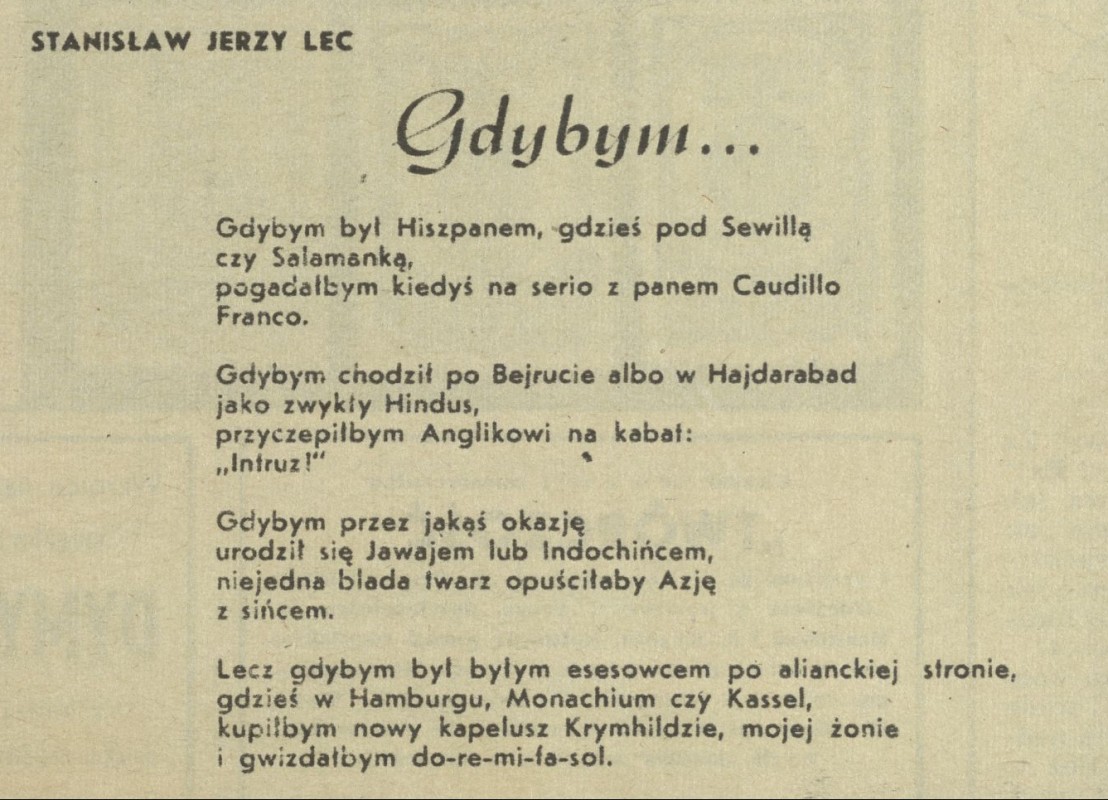 STANISŁAW JERZY LEC
Gdybym...
Gdybym był Hiszpanem, gdzieś pod Sewillą
czy Salamanką,
pogadałbym kiedyś na serio z panem Caudillo
Franco.
Gdybym chodził po Bejrucie albo w Hajdarabad
jako zwykły Hindus,
przyczepiłbym Anglikowi na kabat:
„Intruz!“
Gdybym przez jakąś okazję
urodził się Jawajem lub Indochińcem,
niejedna blada twarz opuściłaby Azję
z sińcem.
Lecz gdybym był byłym esesowcem po alianckiej stronie,
gdzieś w Hamburgu, Monachium czy Kassel,
kupiłbym nowy kapelusz Krymhildzie, mojej żonie
i gwizdałbym do-re-mi-fa-sol.